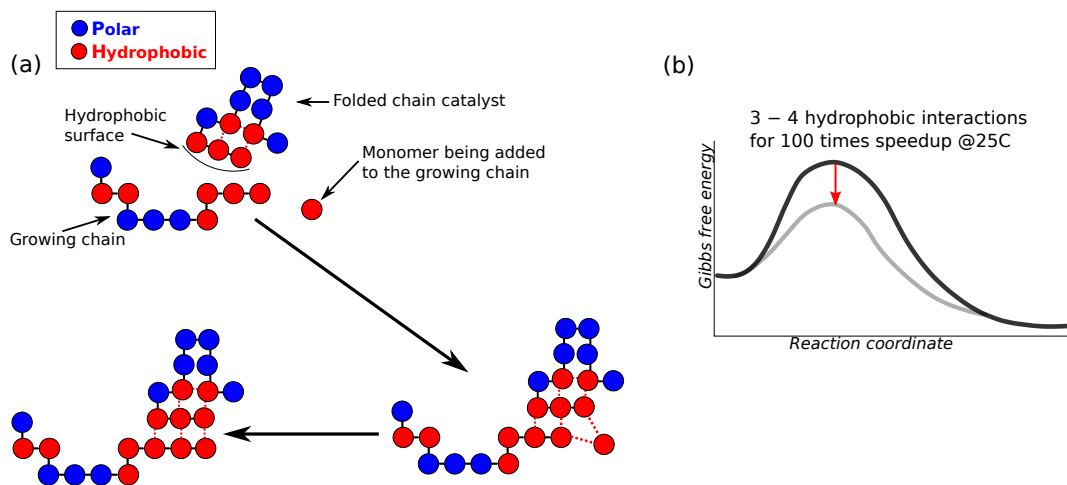 Polar
Hydrophobic
(a)
Hydrophobic
surface
Folded chain catalyst
Monomer being added
to the growing chain
Growing chain
(b)
3 − 4 hydrophobic interactions
for 100 times speedup @25C
Gibbs free energy
Reaction coordinate